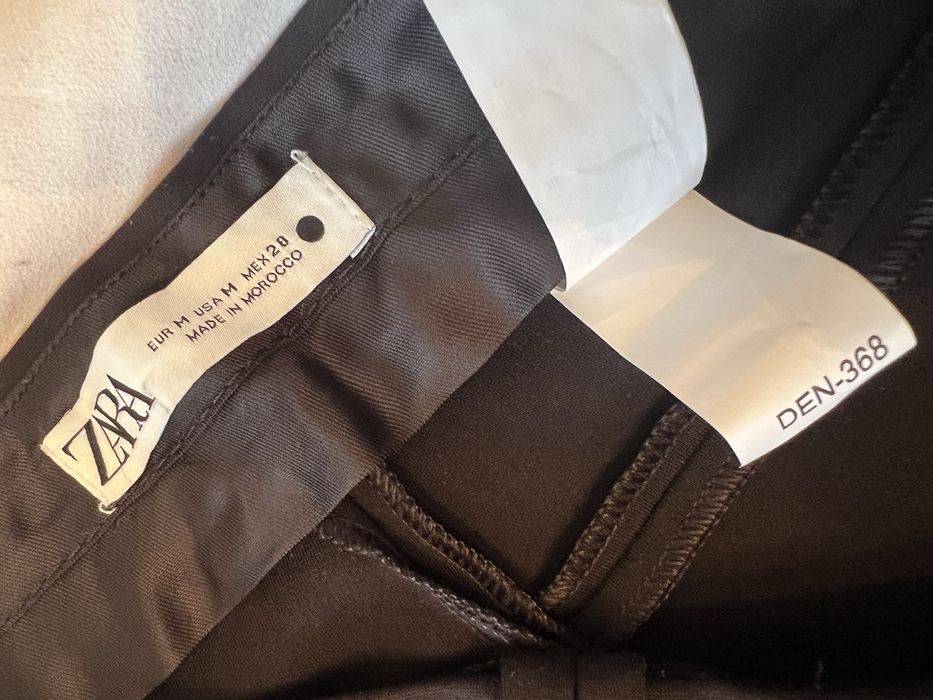 ZARA
EUR M USA M MEX 28
MADE IN MOROCCO
DEN-368